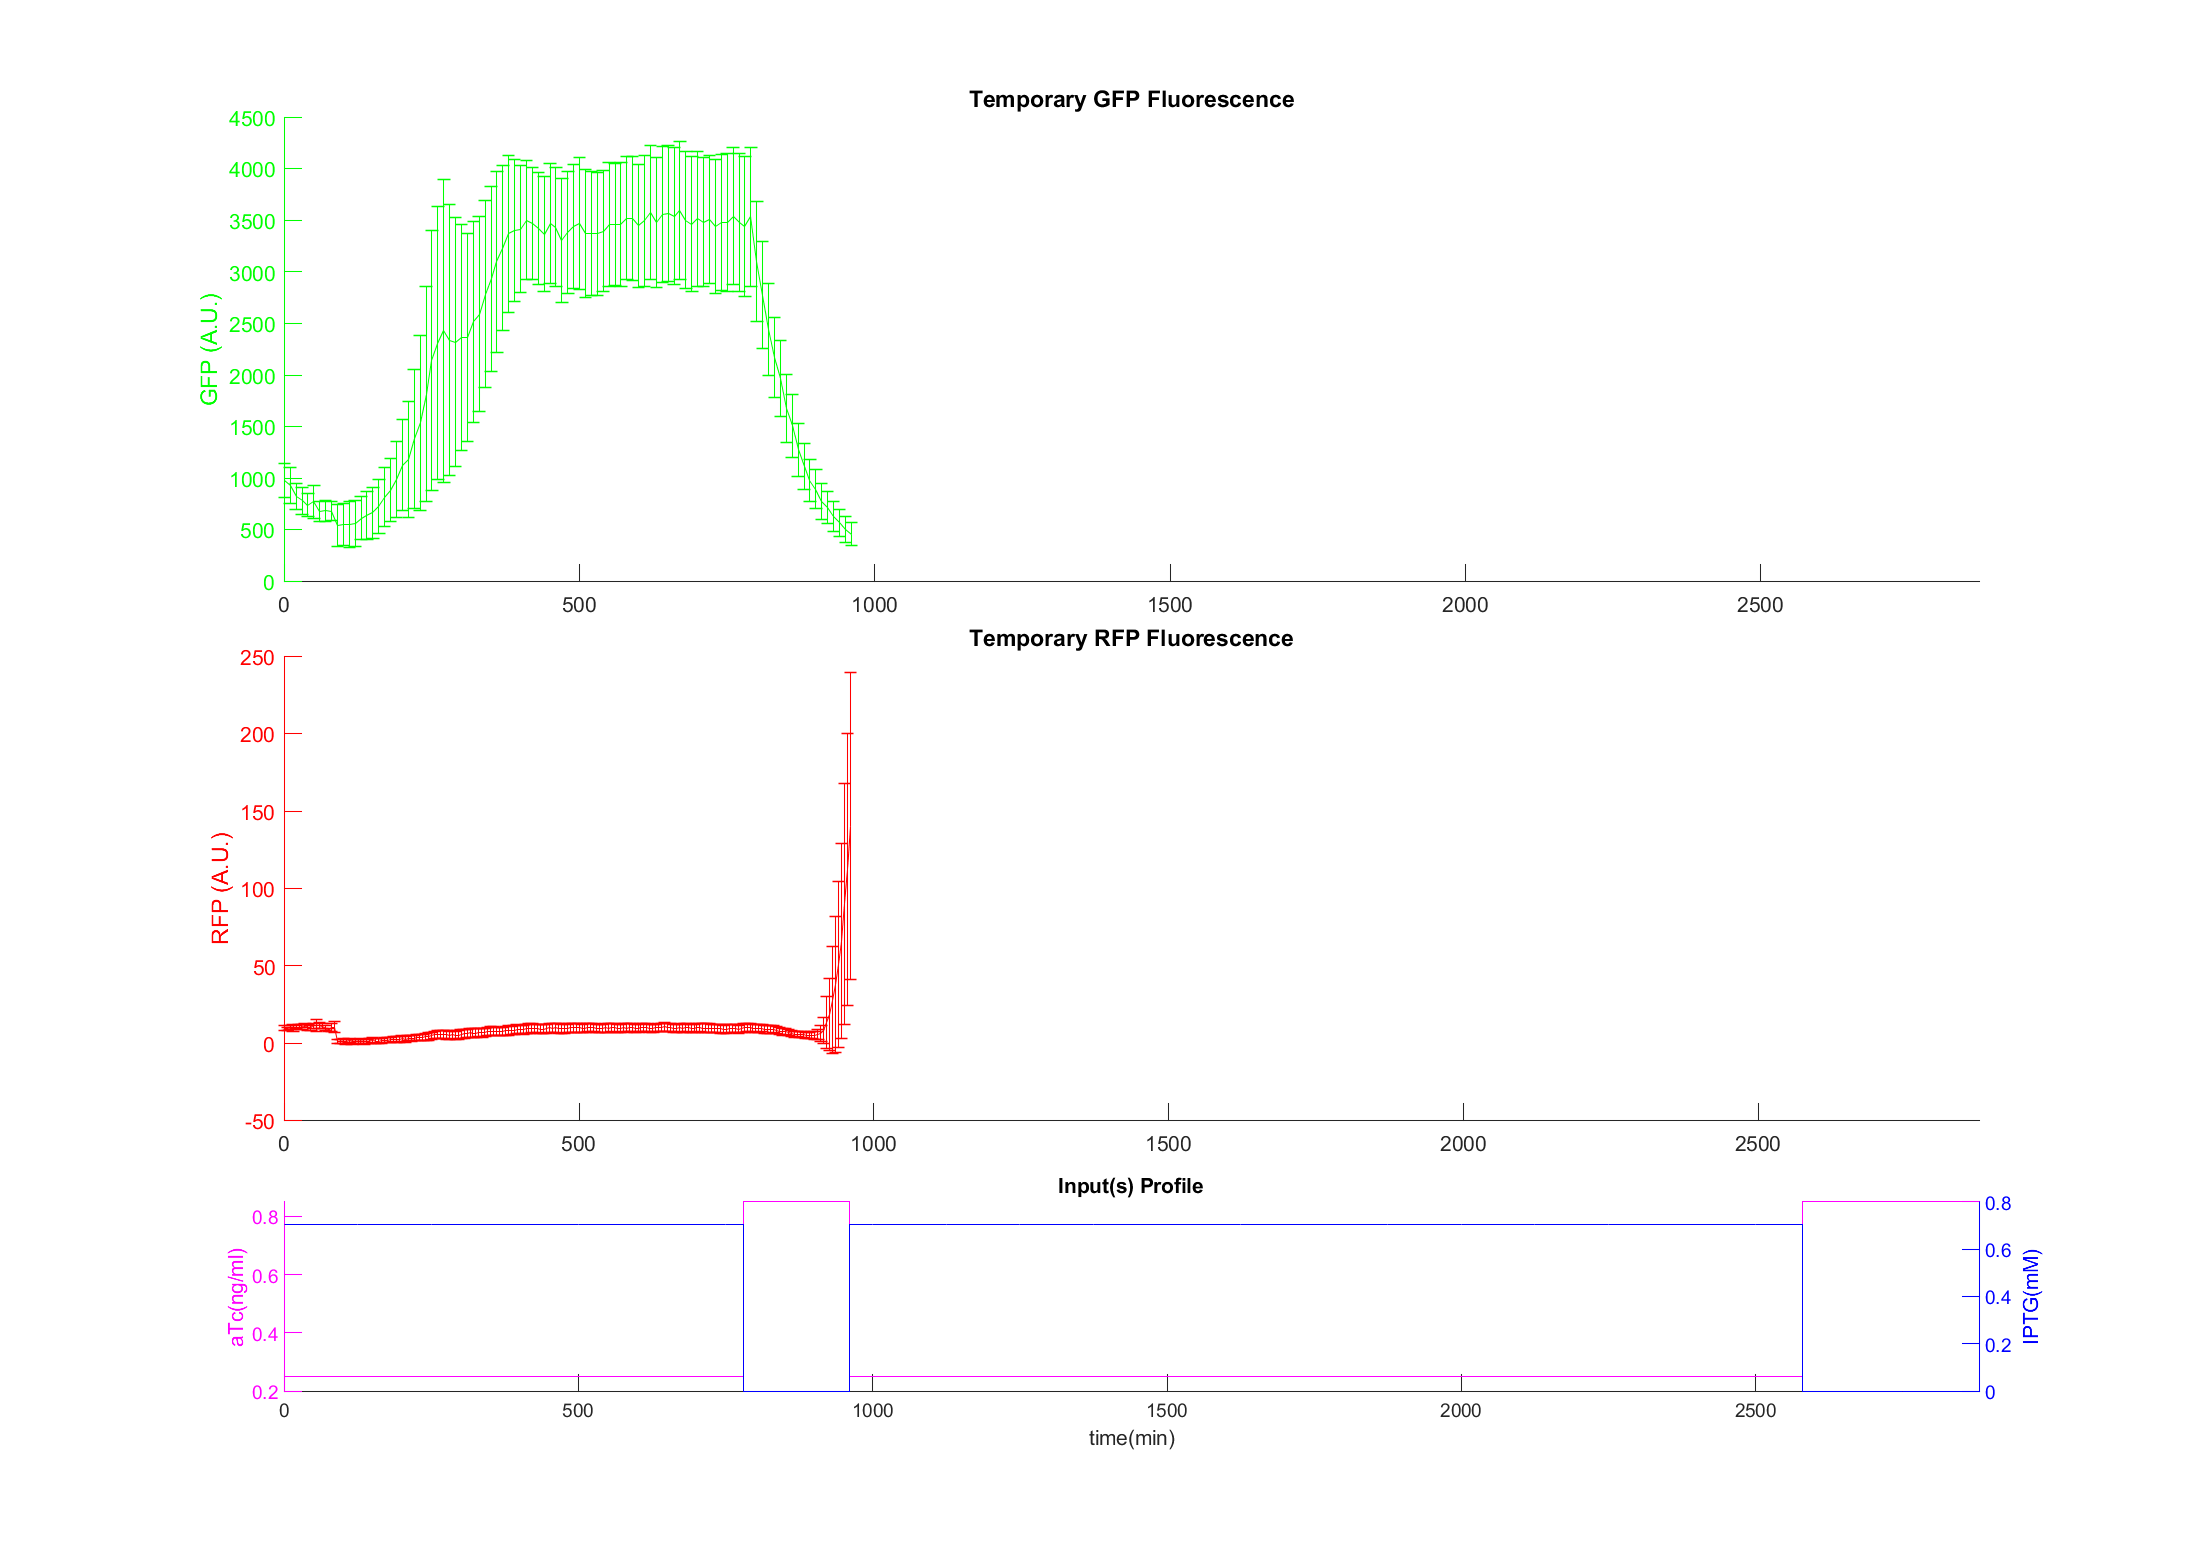 Temporary GFP Fluorescence
4500
4000
3500
3000
2500
2000
1500
1000
500
0
GFP (A.U.)
0 500 1000 1500 2000 2500
Temporary RFP Fluorescence
250
200
150
100
50
0
-50
RFP (A.U.)
0 500 1000 1500 2000 2500
Input(s) Profile
0.8
0.6
0.4
0.2
aTc(ng/ml)
0.8
0.6
0.4
0.2
0
IPTG(mM)
0 500 1000 1500 2000 2500
time(min)